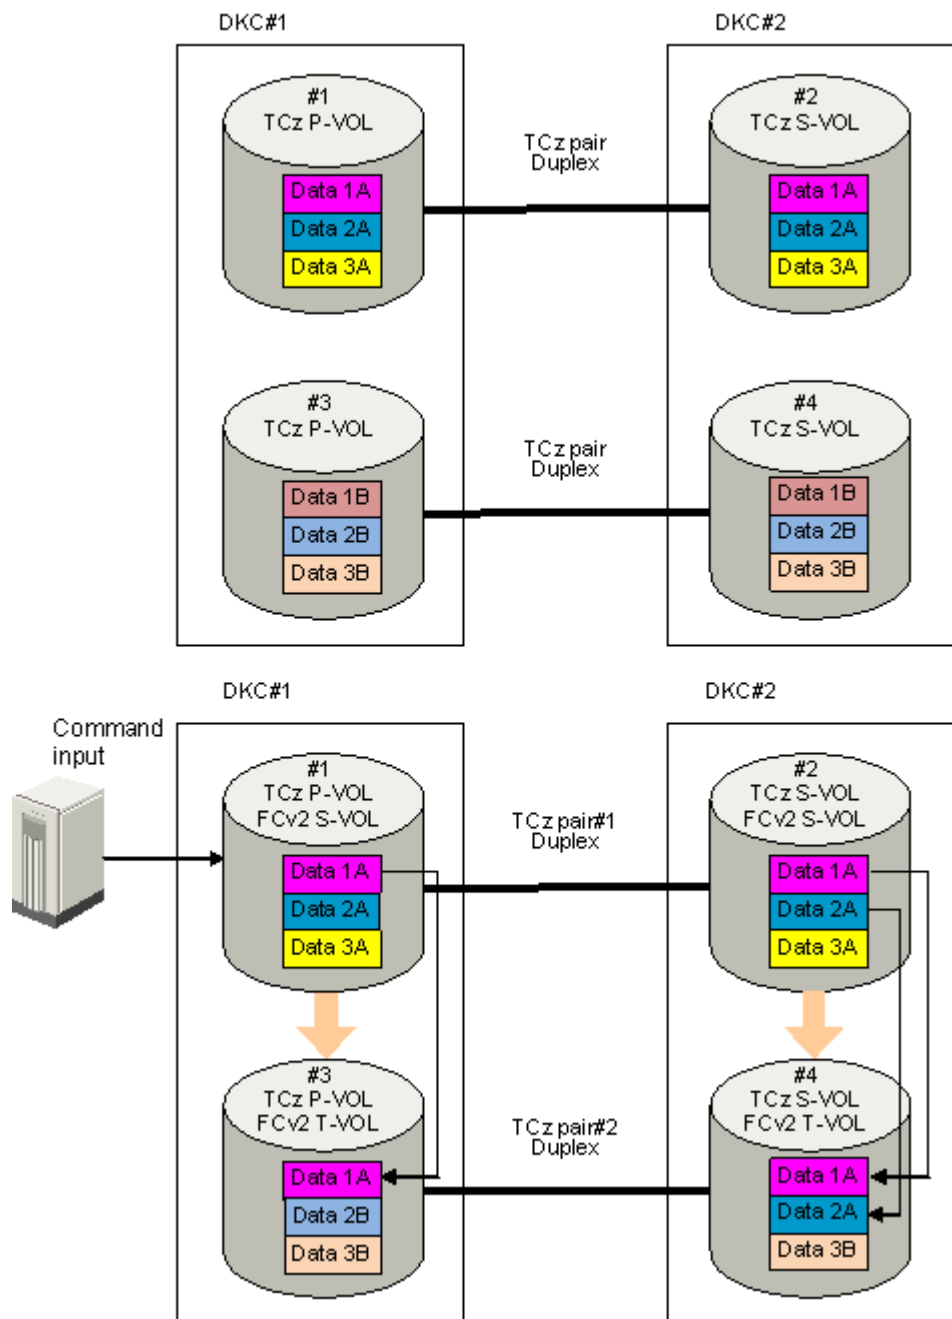 DKC#1
DKC#2
#1
TCz P-VOL
Data 1A
Data 2A
Data 3A
TCz pair
Duplex
#2
TCz S-VOL
Data 1A
Data 2A
Data 3A
#3
TCz P-VOL
Data 1B
Data 2B
Data 3B
TCz pair
Duplex
#4
TCz S-VOL
Data 1B
Data 2B
Data 3B
DKC#1
DKC#2
Command
input
#1
TCz P-VOL
FCv2 S-VOL
Data 1A
Data 2A
Data 3A
TCz pair#1
Duplex
#2
TCz S-VOL
FCv2 S-VOL
Data 1A
Data 2A
Data 3A
#3
TCz P-VOL
FCv2 T-VOL
Data 1A
Data 2B
Data 3B
TCz pair#2
Duplex
#4
TCz S-VOL
FCv2 T-VOL
Data 1A
Data 2A
Data 3B